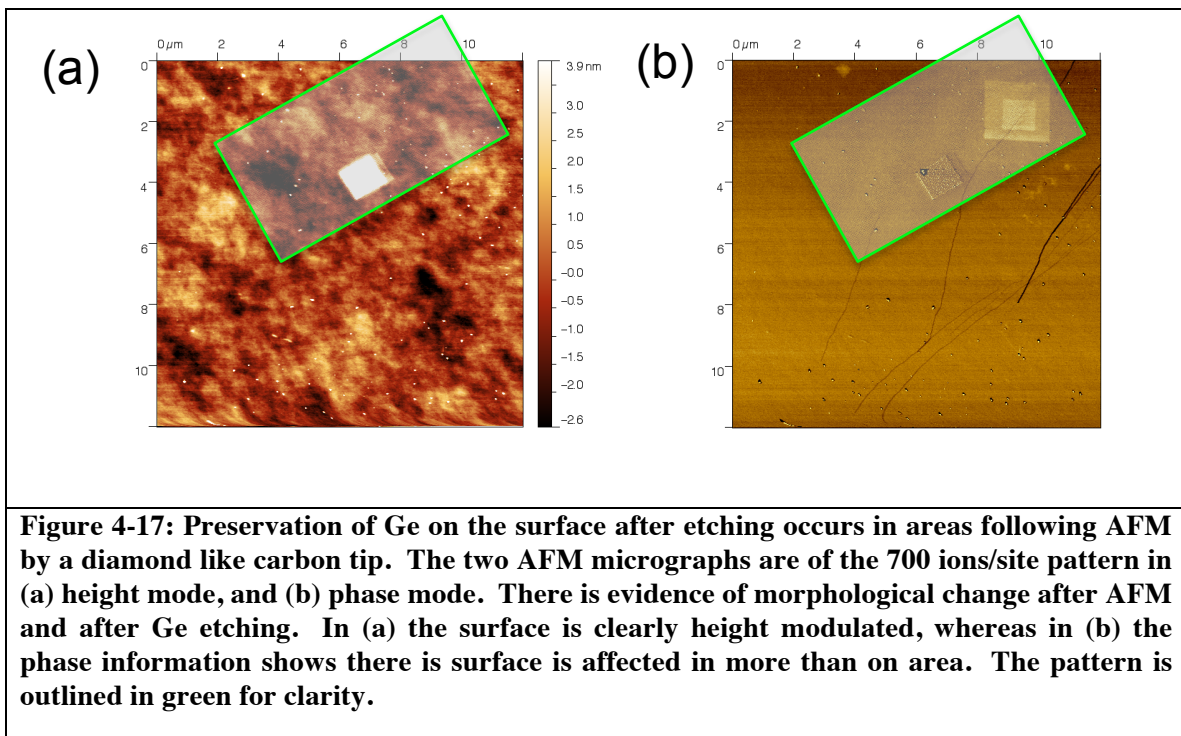 (a)
0 µm 2 4 6 8 10
0
2
4
6
8
10
3.9 nm
3.0
2.5
2.0
1.5
1.0
0.5
-0.0
-0.5
-1.0
-1.5
-2.0
-2.6
(b)
0 µm 2 4 6 8 10
0
2
4
6
8
10
Figure 4-17: Preservation of Ge on the surface after etching occurs in areas following AFM
by a diamond like carbon tip. The two AFM micrographs are of the 700 ions/site pattern in
(a) height mode, and (b) phase mode. There is evidence of morphological change after AFM
and after Ge etching. In (a) the surface is clearly height modulated, whereas in (b) the
phase information shows there is surface is affected in more than on area. The pattern is
outlined in green for clarity.